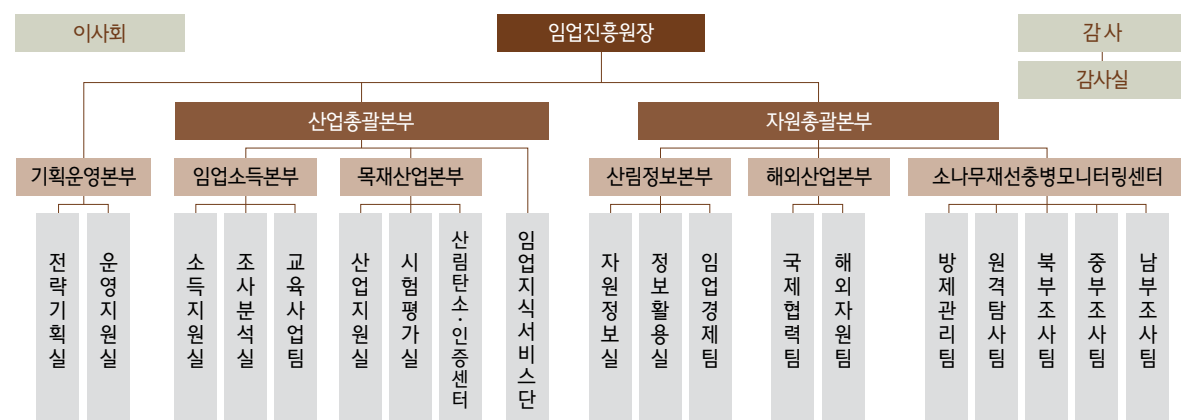 이사회
임업진흥원장
감사
감사실
산업총괄본부
자원총괄본부
기획운영본부
임업소득본부
목재산업본부
산림정보본부
해외산업본부
소나무재선충병모니터링센터
전략기획실
운영지원실
소득지원실
조사분석실
교육사업팀
산업지원실
시험평가실
산림탄소·인증센터
임업지식서비스단
자원정보실
정보활용실
임업경제팀
국제협력팀
해외자원팀
방제관리팀
원격탐사팀
북부조사팀
중부조사팀
남부조사팀